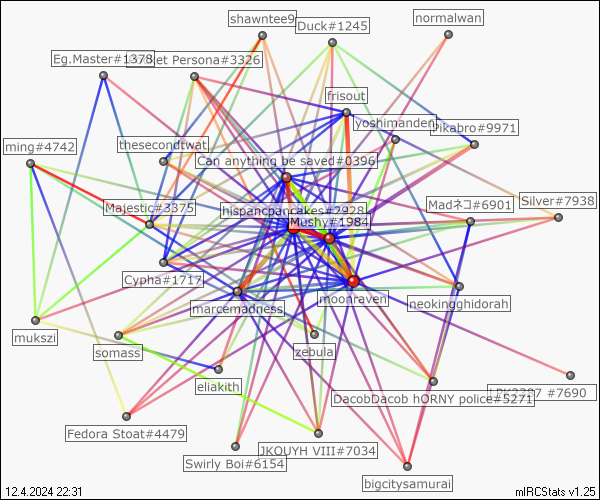 shawntee9
Duck#1245
normalwan
Eg.Master#1378
et Persona#3326
frisout
yoshimanden
Pikabro#9971
thesecondtwat
ming#4742
Can anything be saved#0396
Majestic#3375
hispancpancakes#2928
Mushy#1984
Madネコ#6901
Silver#7938
Cypha#1717
moonraven
neokingghidorah
marcemadness
mukszi
somass
zebula
eliakith
DacobDacob hORNY police#5271
#7690
Fedora Stoat#4479
JKOUYH VIII#7034
Swirly Boi#6154
bigcitysamurai
12.4.2024 22:31
mIRCStats v1.25